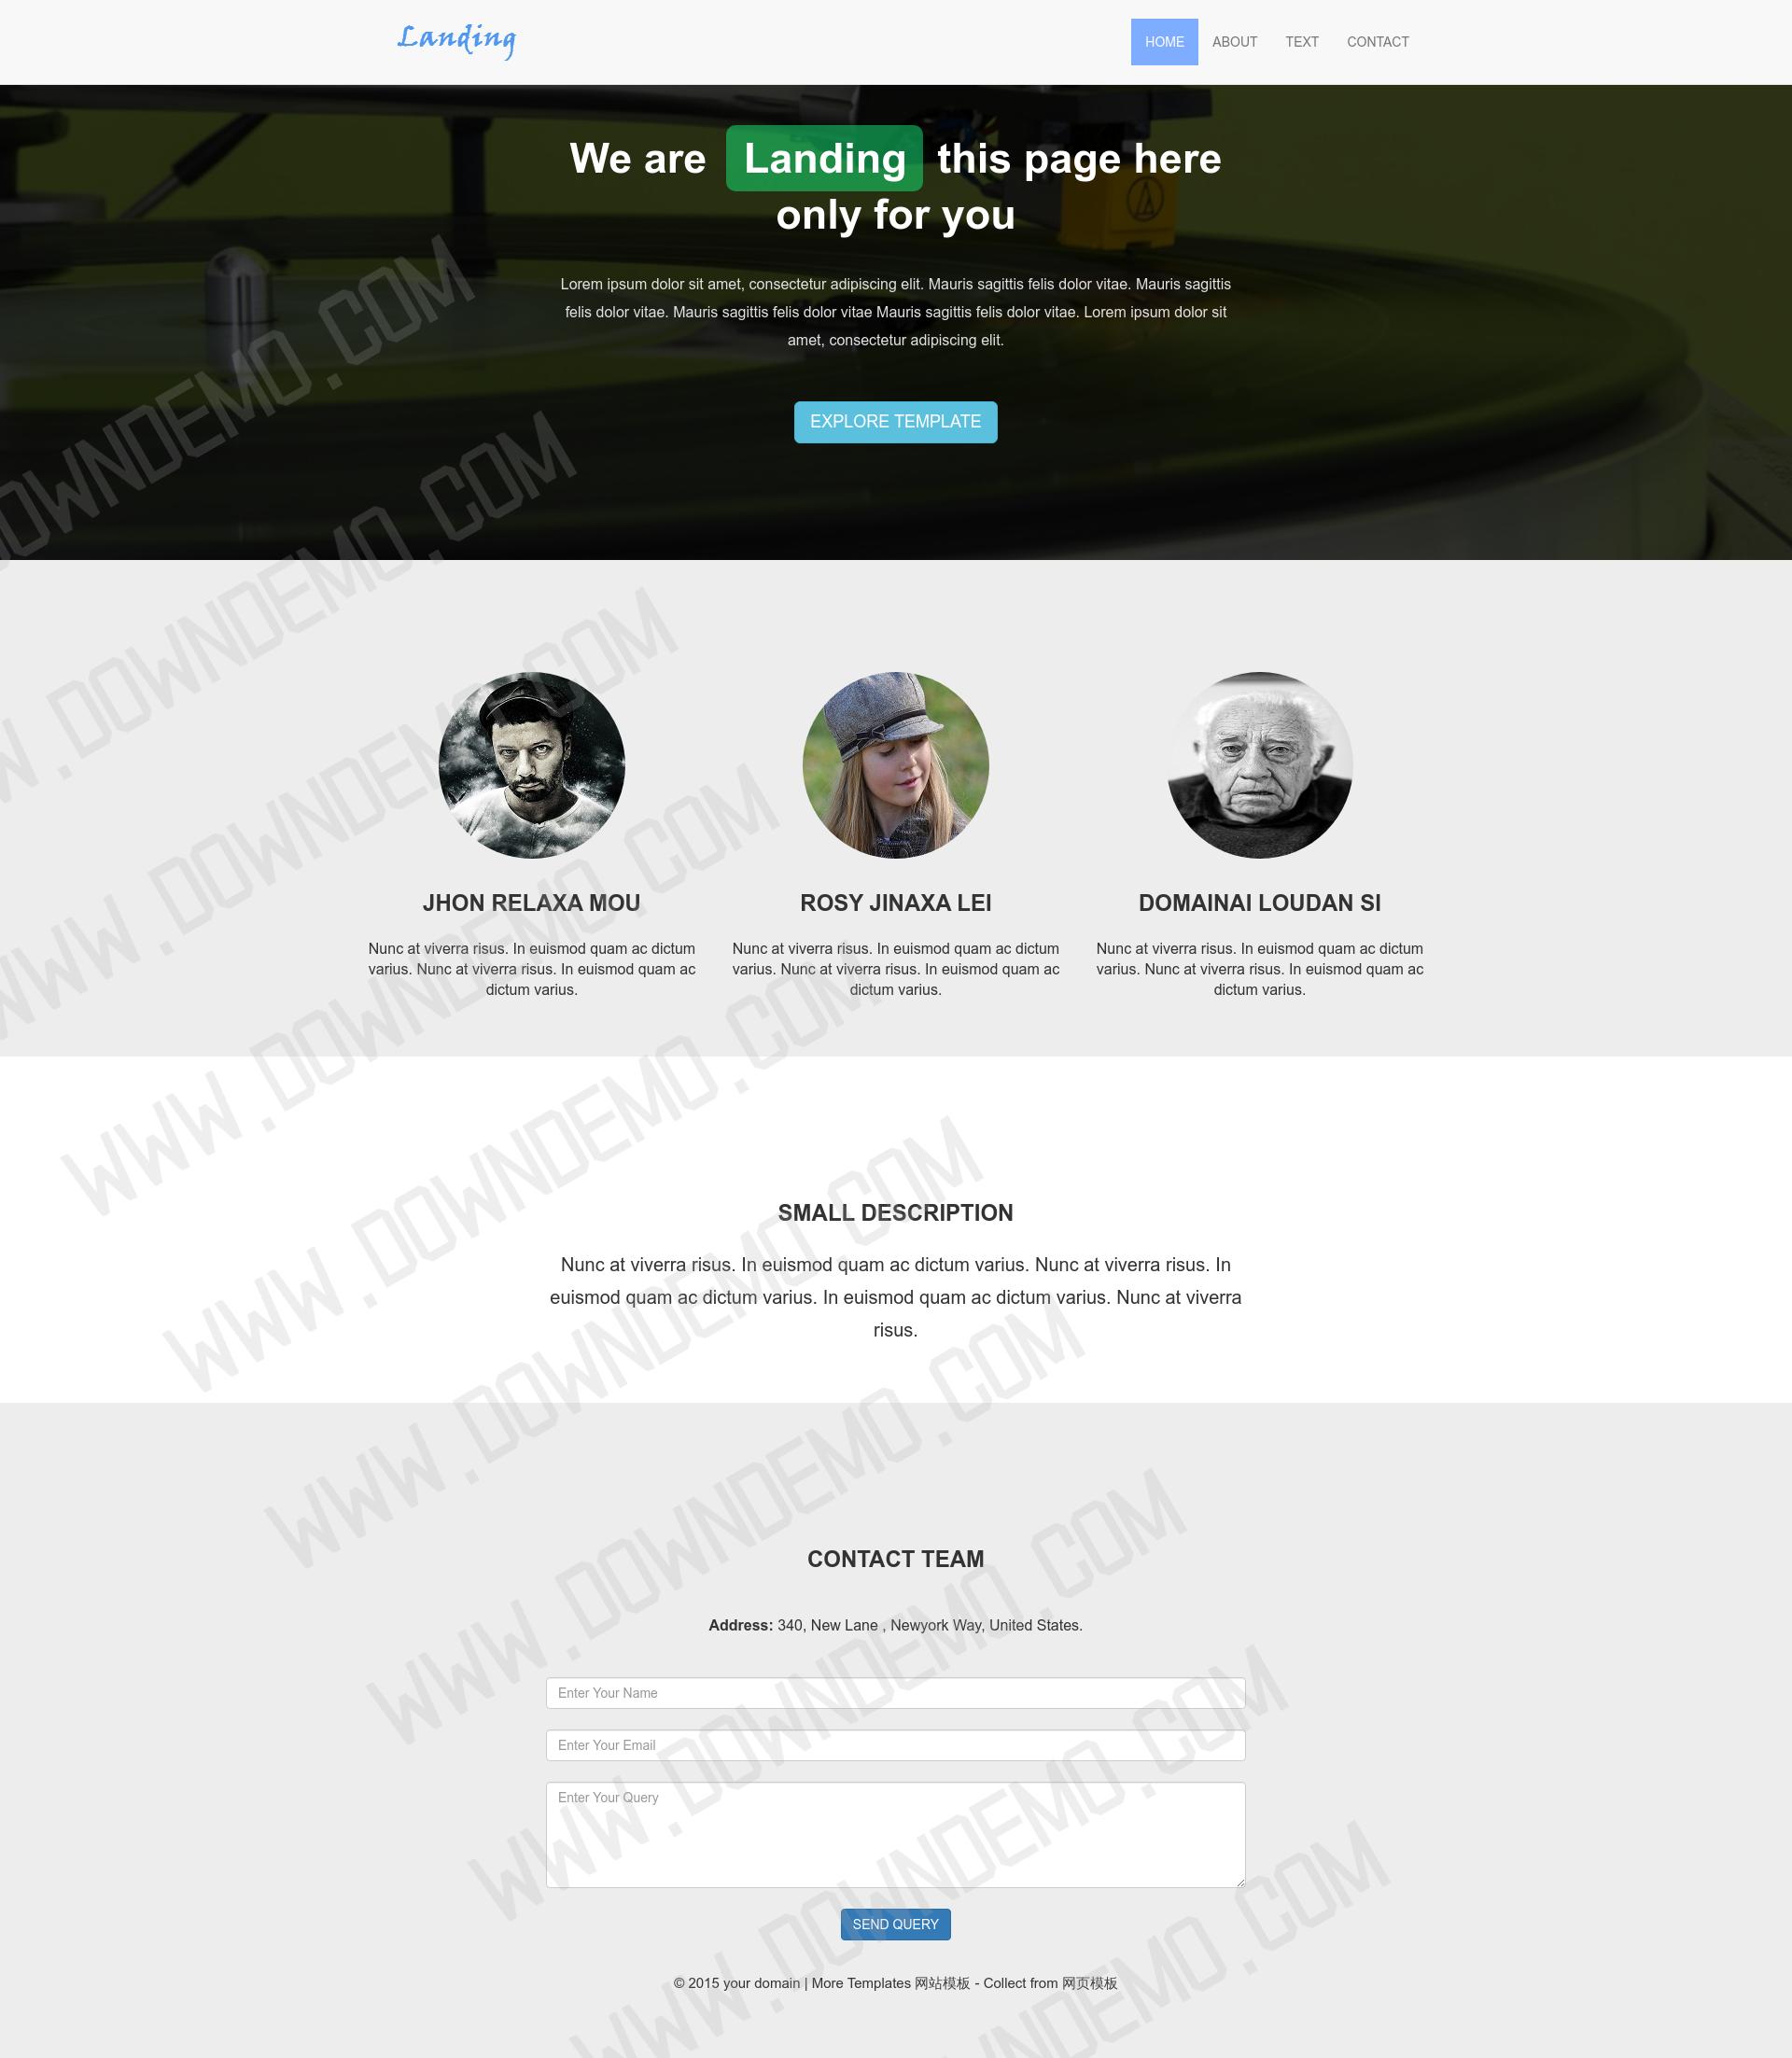 Landing
HOME ABOUT TEXT CONTACT
We are Landing this page here
only for you
Lorem ipsum dolor sit amet, consectetur adipiscing elit. Mauris sagittis felis dolor vitae. Mauris sagittis
felis dolor vitae. Mauris sagittis felis dolor vitae Mauris sagittis felis dolor vitae. Lorem ipsum dolor sit
amet, consectetur adipiscing elit.
EXPLORE TEMPLATE
JHON RELAXA MOU
Nunc at viverra risus. In euismod quam ac dictum
varius. Nunc at viverra risus. In euismod quam ac
dictum varius.
ROSY JINAXA LEI
Nunc at viverra risus. In euismod quam ac dictum
varius. Nunc at viverra risus. In euismod quam ac
dictum varius.
DOMAINAI LOUDAN SI
Nunc at viverra risus. In euismod quam ac dictum
varius. Nunc at viverra risus. In euismod quam ac
dictum varius.
SMALL DESCRIPTION
Nunc at viverra risus. In euismod quam ac dictum varius. Nunc at viverra risus. In
euismod quam ac dictum varius. In euismod quam ac dictum varius. Nunc at viverra
risus.
CONTACT TEAM
Address: 340, New Lane , Newyork Way, United States.
Enter Your Name
Enter Your Email
Enter Your Query
SEND QUERY
© 2015 your domain | More Templates 网站模板 - Collect from 网页模板
WWW.DOWNDEMO.COM